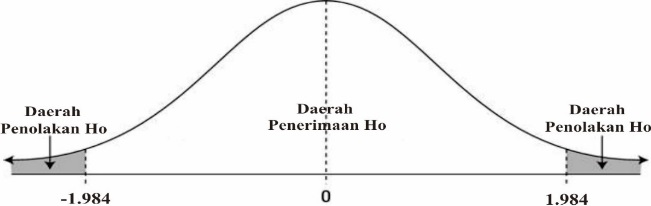 Daerah
Penolakan Ho
Daerah
Penerimaan Ho
Daerah
Penolakan Ho
-1.984
0
1.984